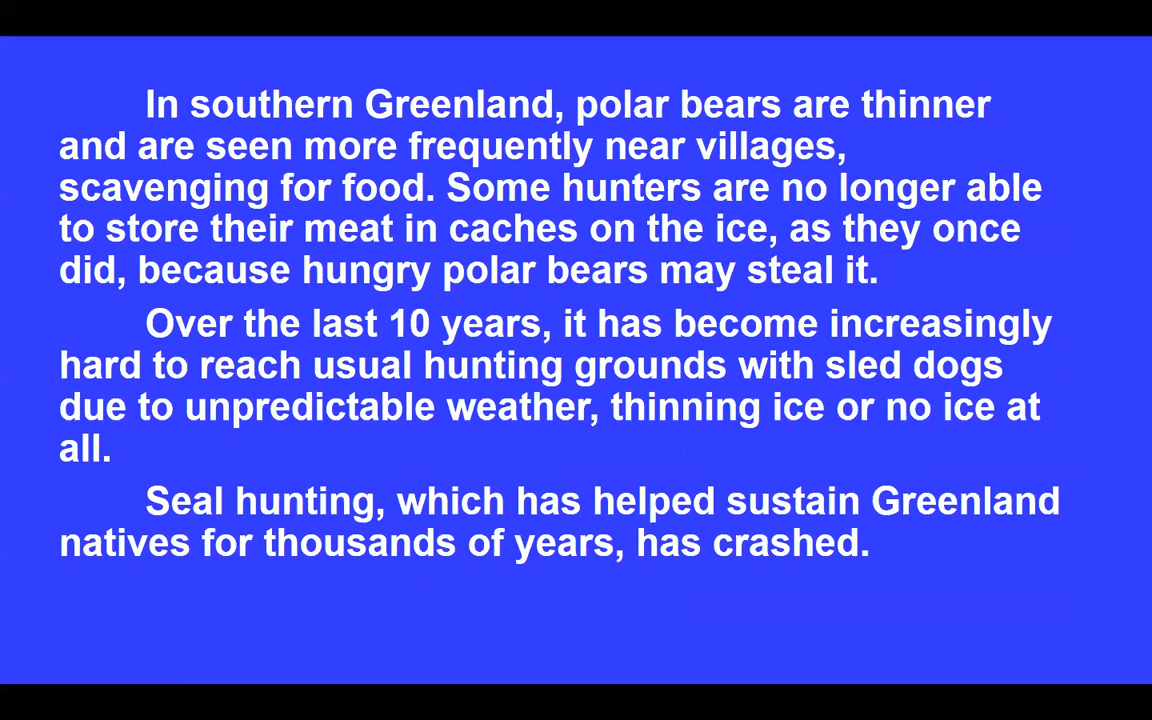 In southern Greenland, polar bears are thinner
and are seen more frequently near villages,
scavenging for food. Some hunters are no longer able
to store their meat in caches on the ice, as they once
did, because hungry polar bears may steal it.
Over the last 10 years, it has become increasingly
hard to reach usual hunting grounds with sled dogs
due to unpredictable weather, thinning ice or no ice at
all.
Seal hunting, which has helped sustain Greenland
natives for thousands of years, has crashed.